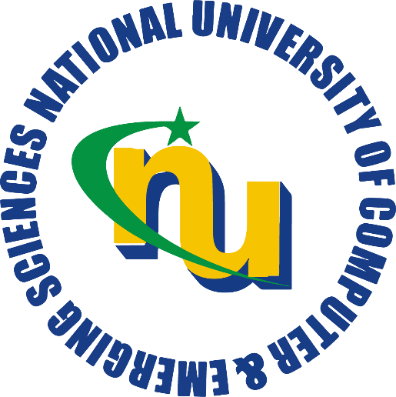 NATIONAL UNIVERSITY OF COMPUTER & EMERGING SCIENCES
nu